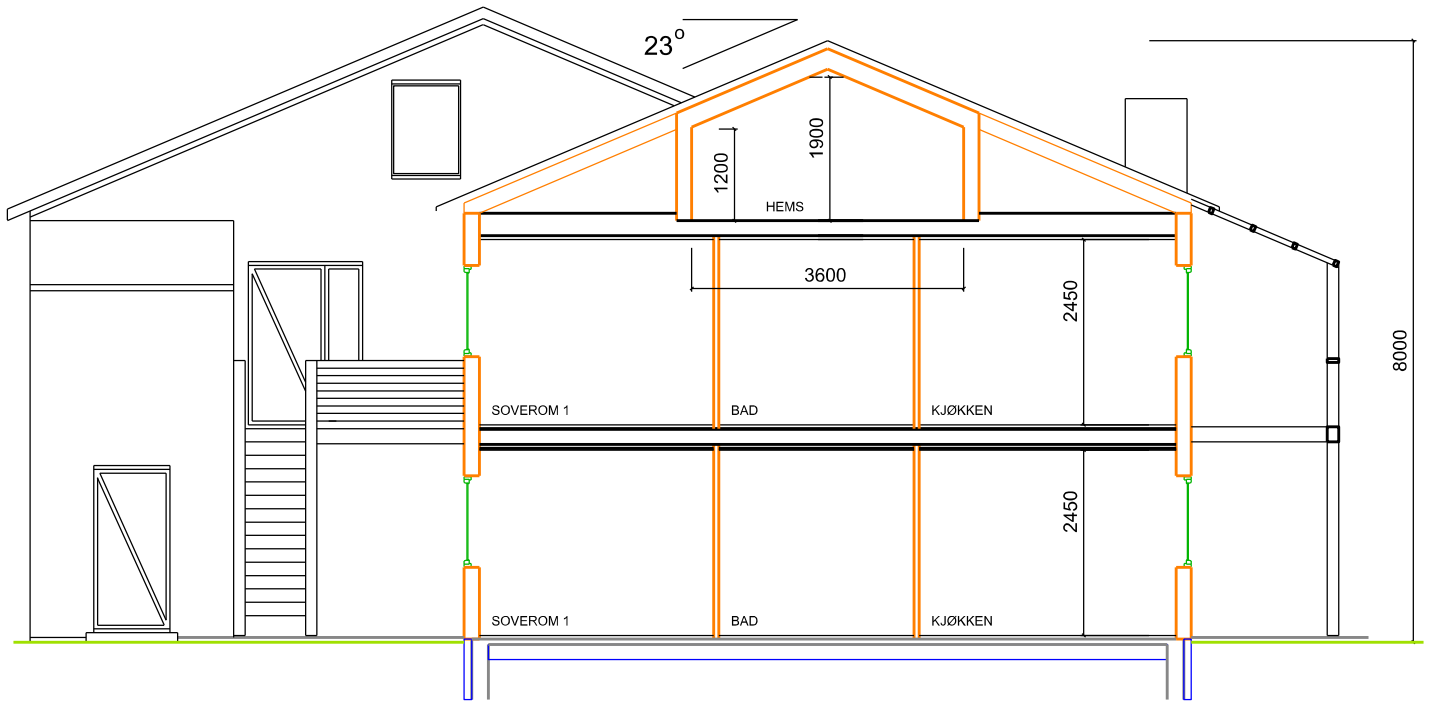 23°
1900
1200
HEMS
3600
2450
8000
SOVEROM 1
BAD
KJØKKEN
2450
SOVEROM 1
BAD
KJØKKEN